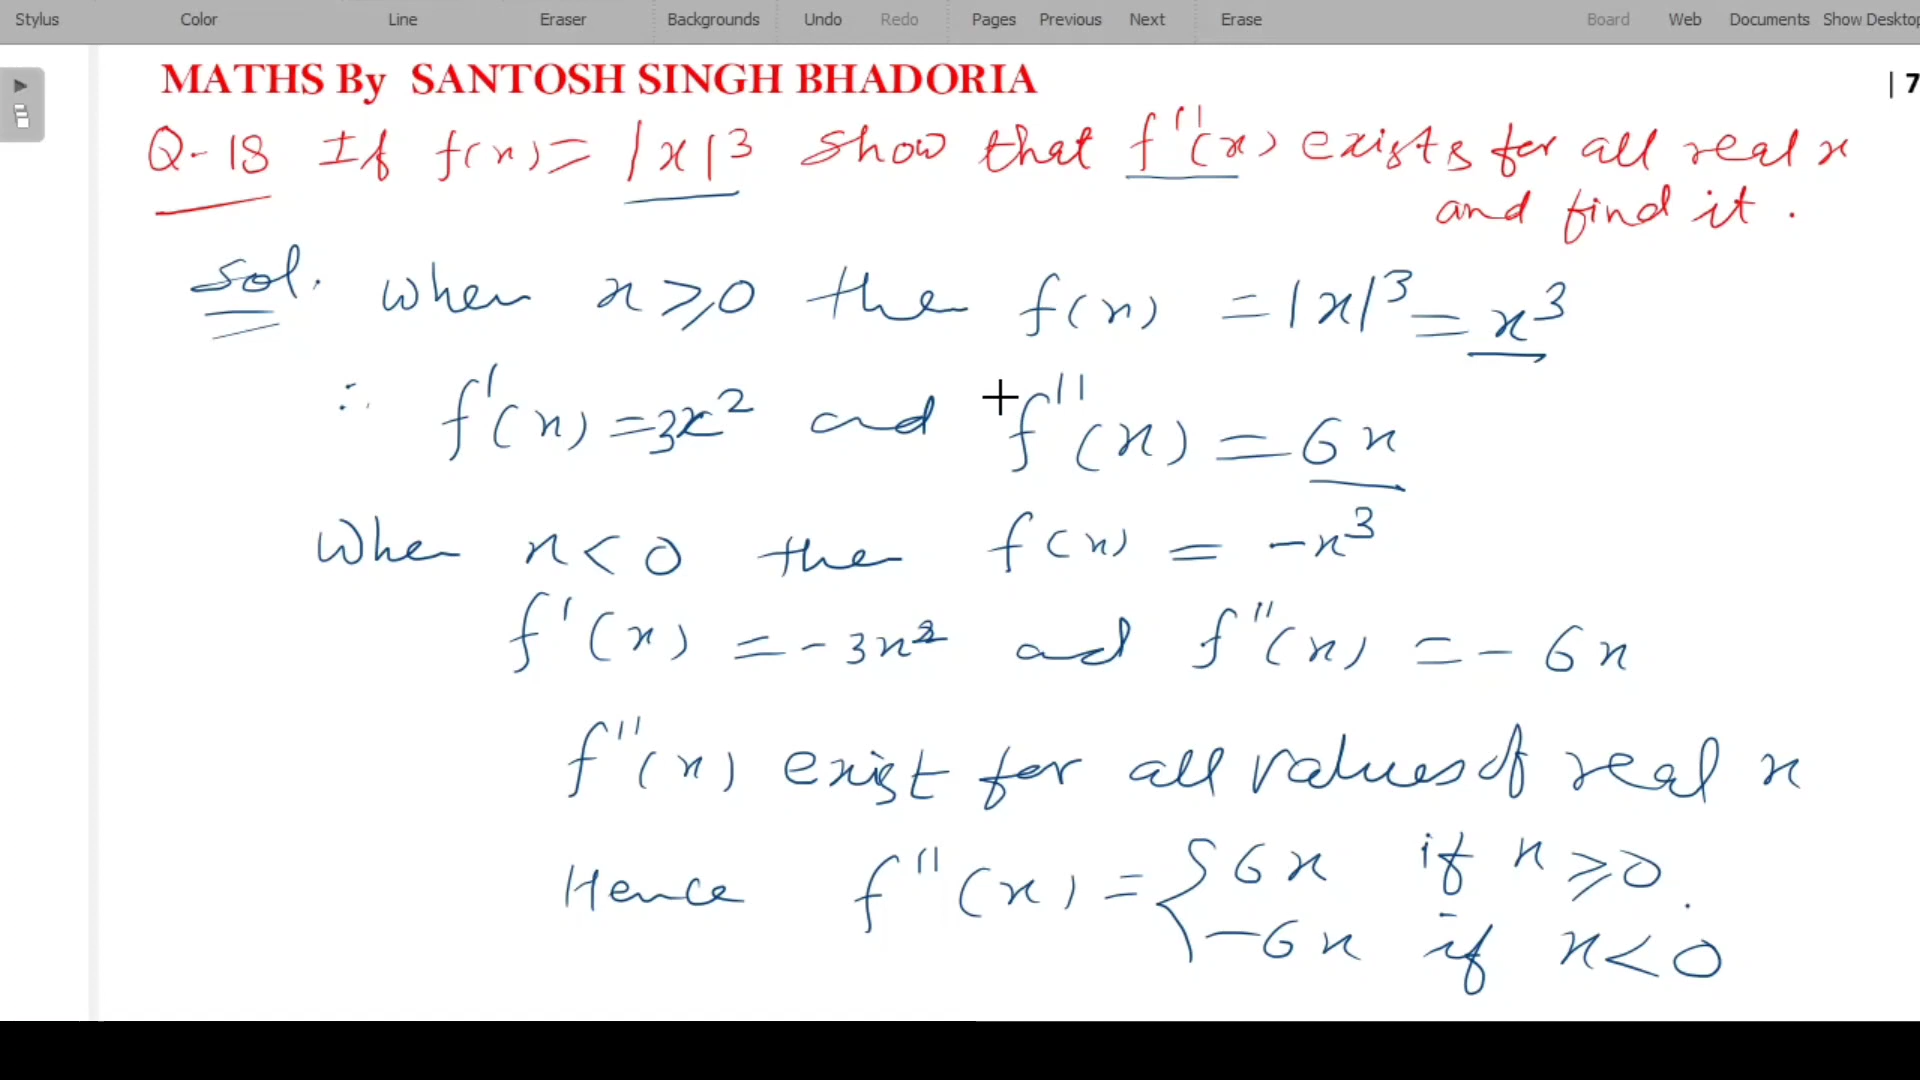 Stylus Color Line Eraser Backgrounds Undo Redo Pages Previous Next Erase Board Web Documents Show Desktop
MATHS By SANTOSH SINGH BHADORIA | 7
Q-18 If f(x)= |x|³ show that f''(x) exists for all real x
and find it.
Sol. When x≥0 then f(x) = |x|³ = x³
∴ f'(x) = 3x² and f''(x) = 6x
When x<0 then f(x) = -x³
f'(x) = -3x² and f''(x) = -6x
f''(x) exist for all values of real x
Hence f''(x) = { 6x if x≥0.
-6x if x<0